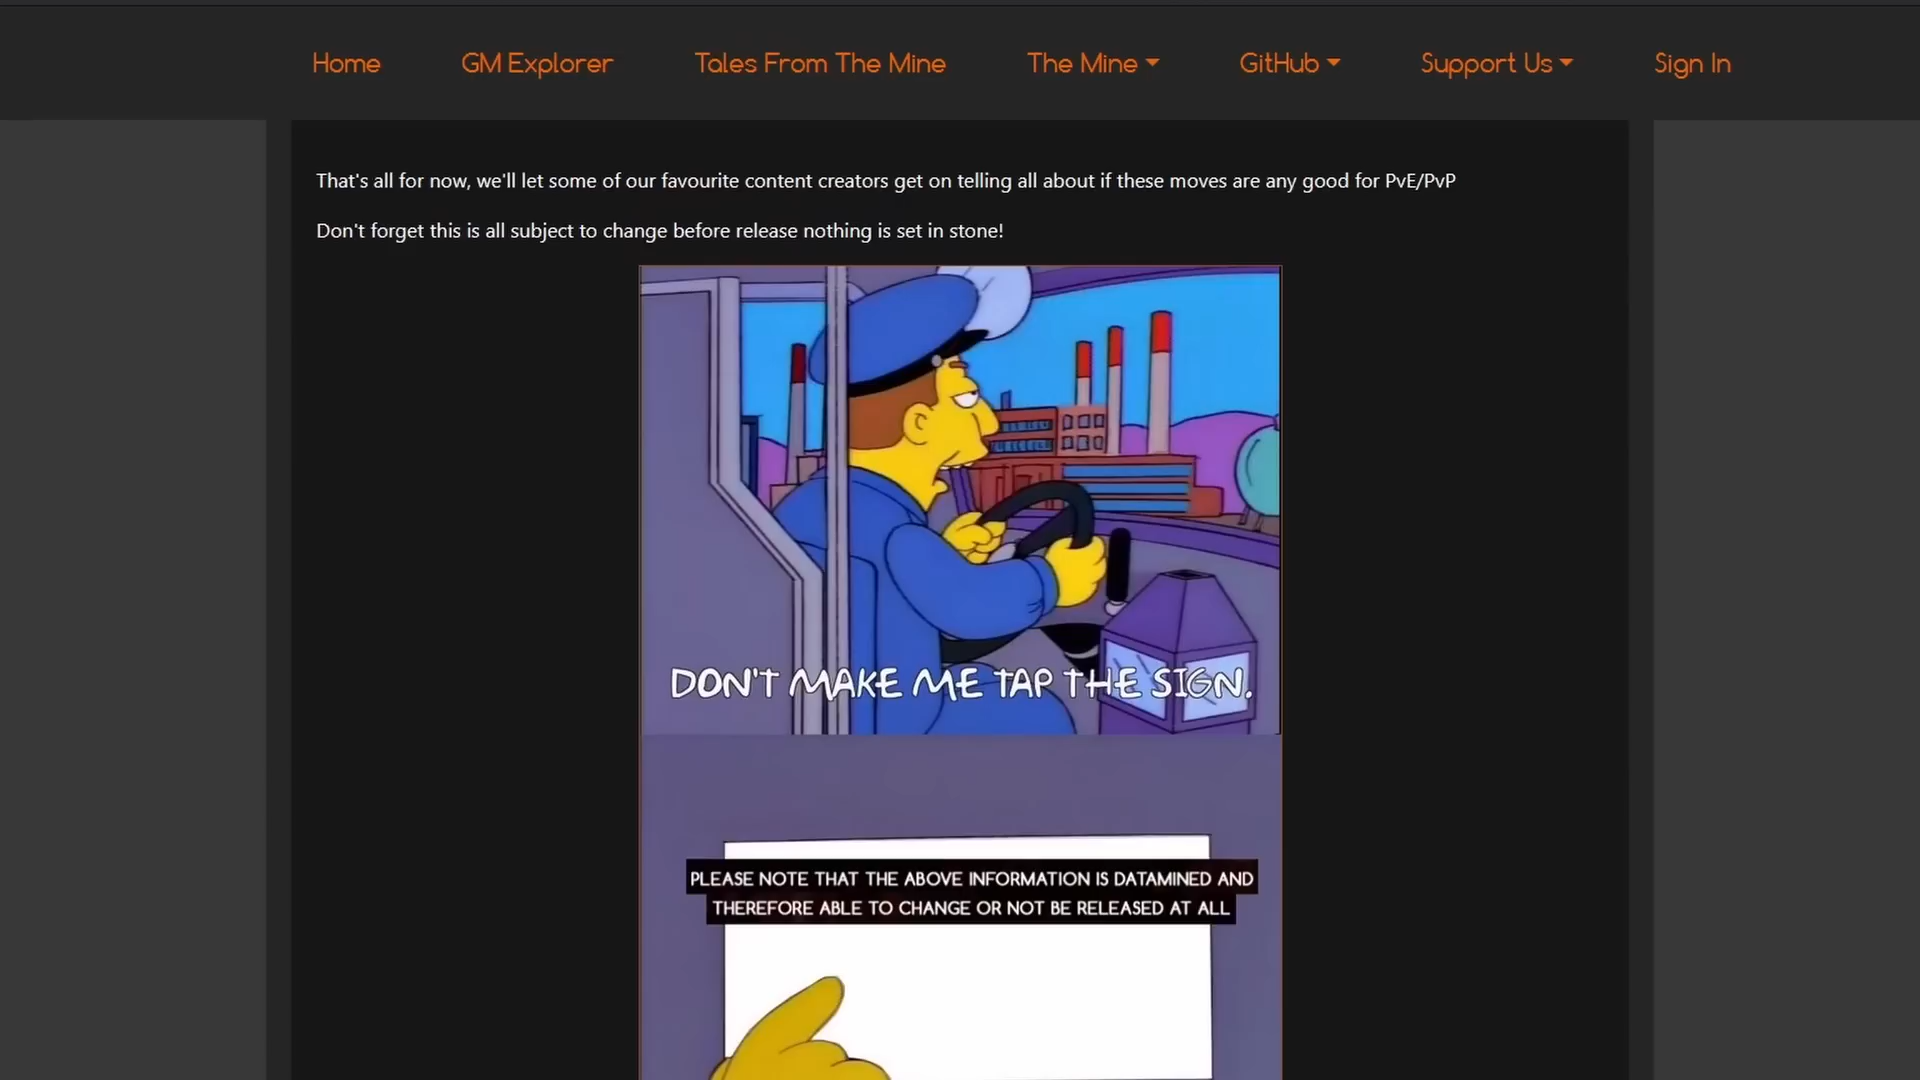 Home GM Explorer Tales From The Mine The Mine GitHub Support Us Sign In
That's all for now, we'll let some of our favourite content creators get on telling all about if these moves are any good for PvE/PvP
Don't forget this is all subject to change before release nothing is set in stone!
DON'T MAKE ME TAP THE SIGN.
PLEASE NOTE THAT THE ABOVE INFORMATION IS DATAMINED AND
THEREFORE ABLE TO CHANGE OR NOT BE RELEASED AT ALL